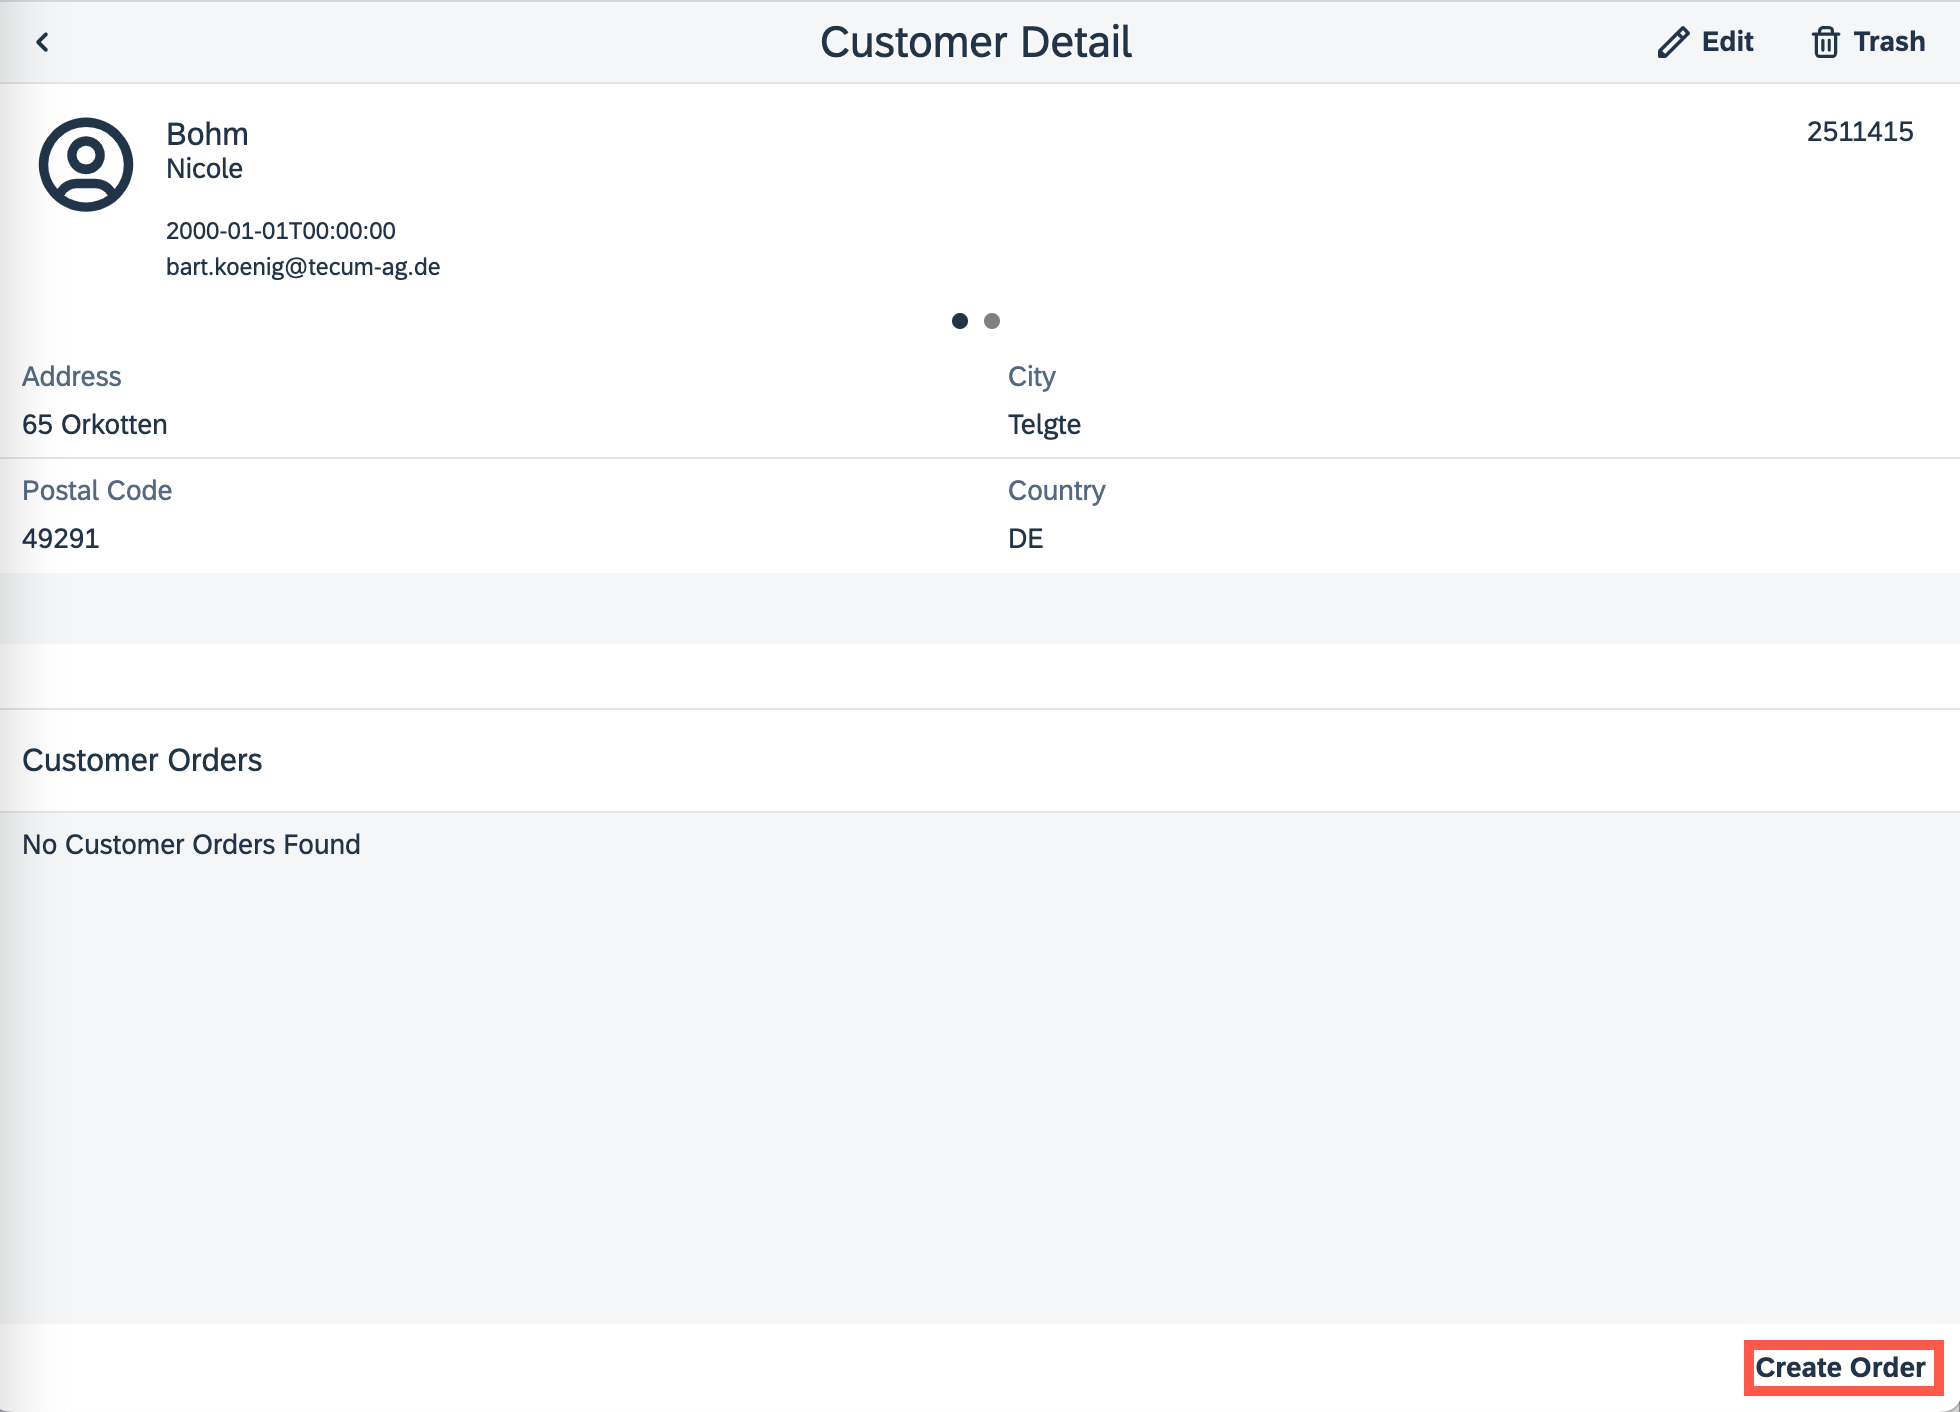 Customer Detail
Edit
Trash
Bohm
2511415
Nicole
2000-01-01T00:00:00
bart.koenig@tecum-ag.de
Address
City
65 Orkotten
Telgte
Postal Code
Country
49291
DE
Customer Orders
No Customer Orders Found
Create Order